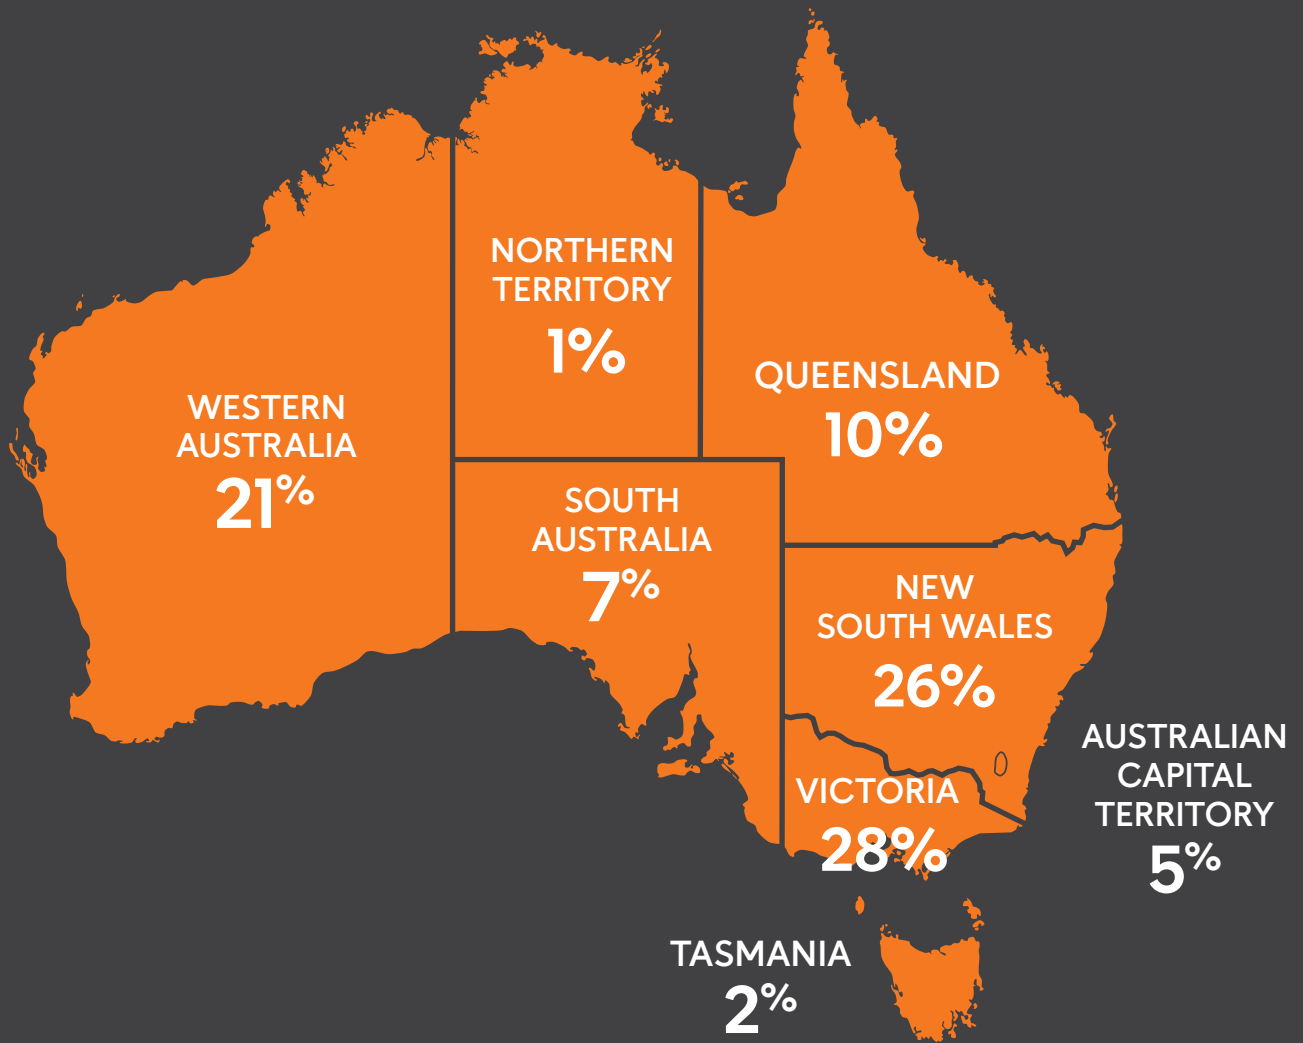 NORTHERN
TERRITORY
1%
QUEENSLAND
10%
WESTERN
AUSTRALIA
21%
SOUTH
AUSTRALIA
7%
NEW
SOUTH WALES
26%
AUSTRALIAN
CAPITAL
TERRITORY
5%
VICTORIA
28%
TASMANIA
2%